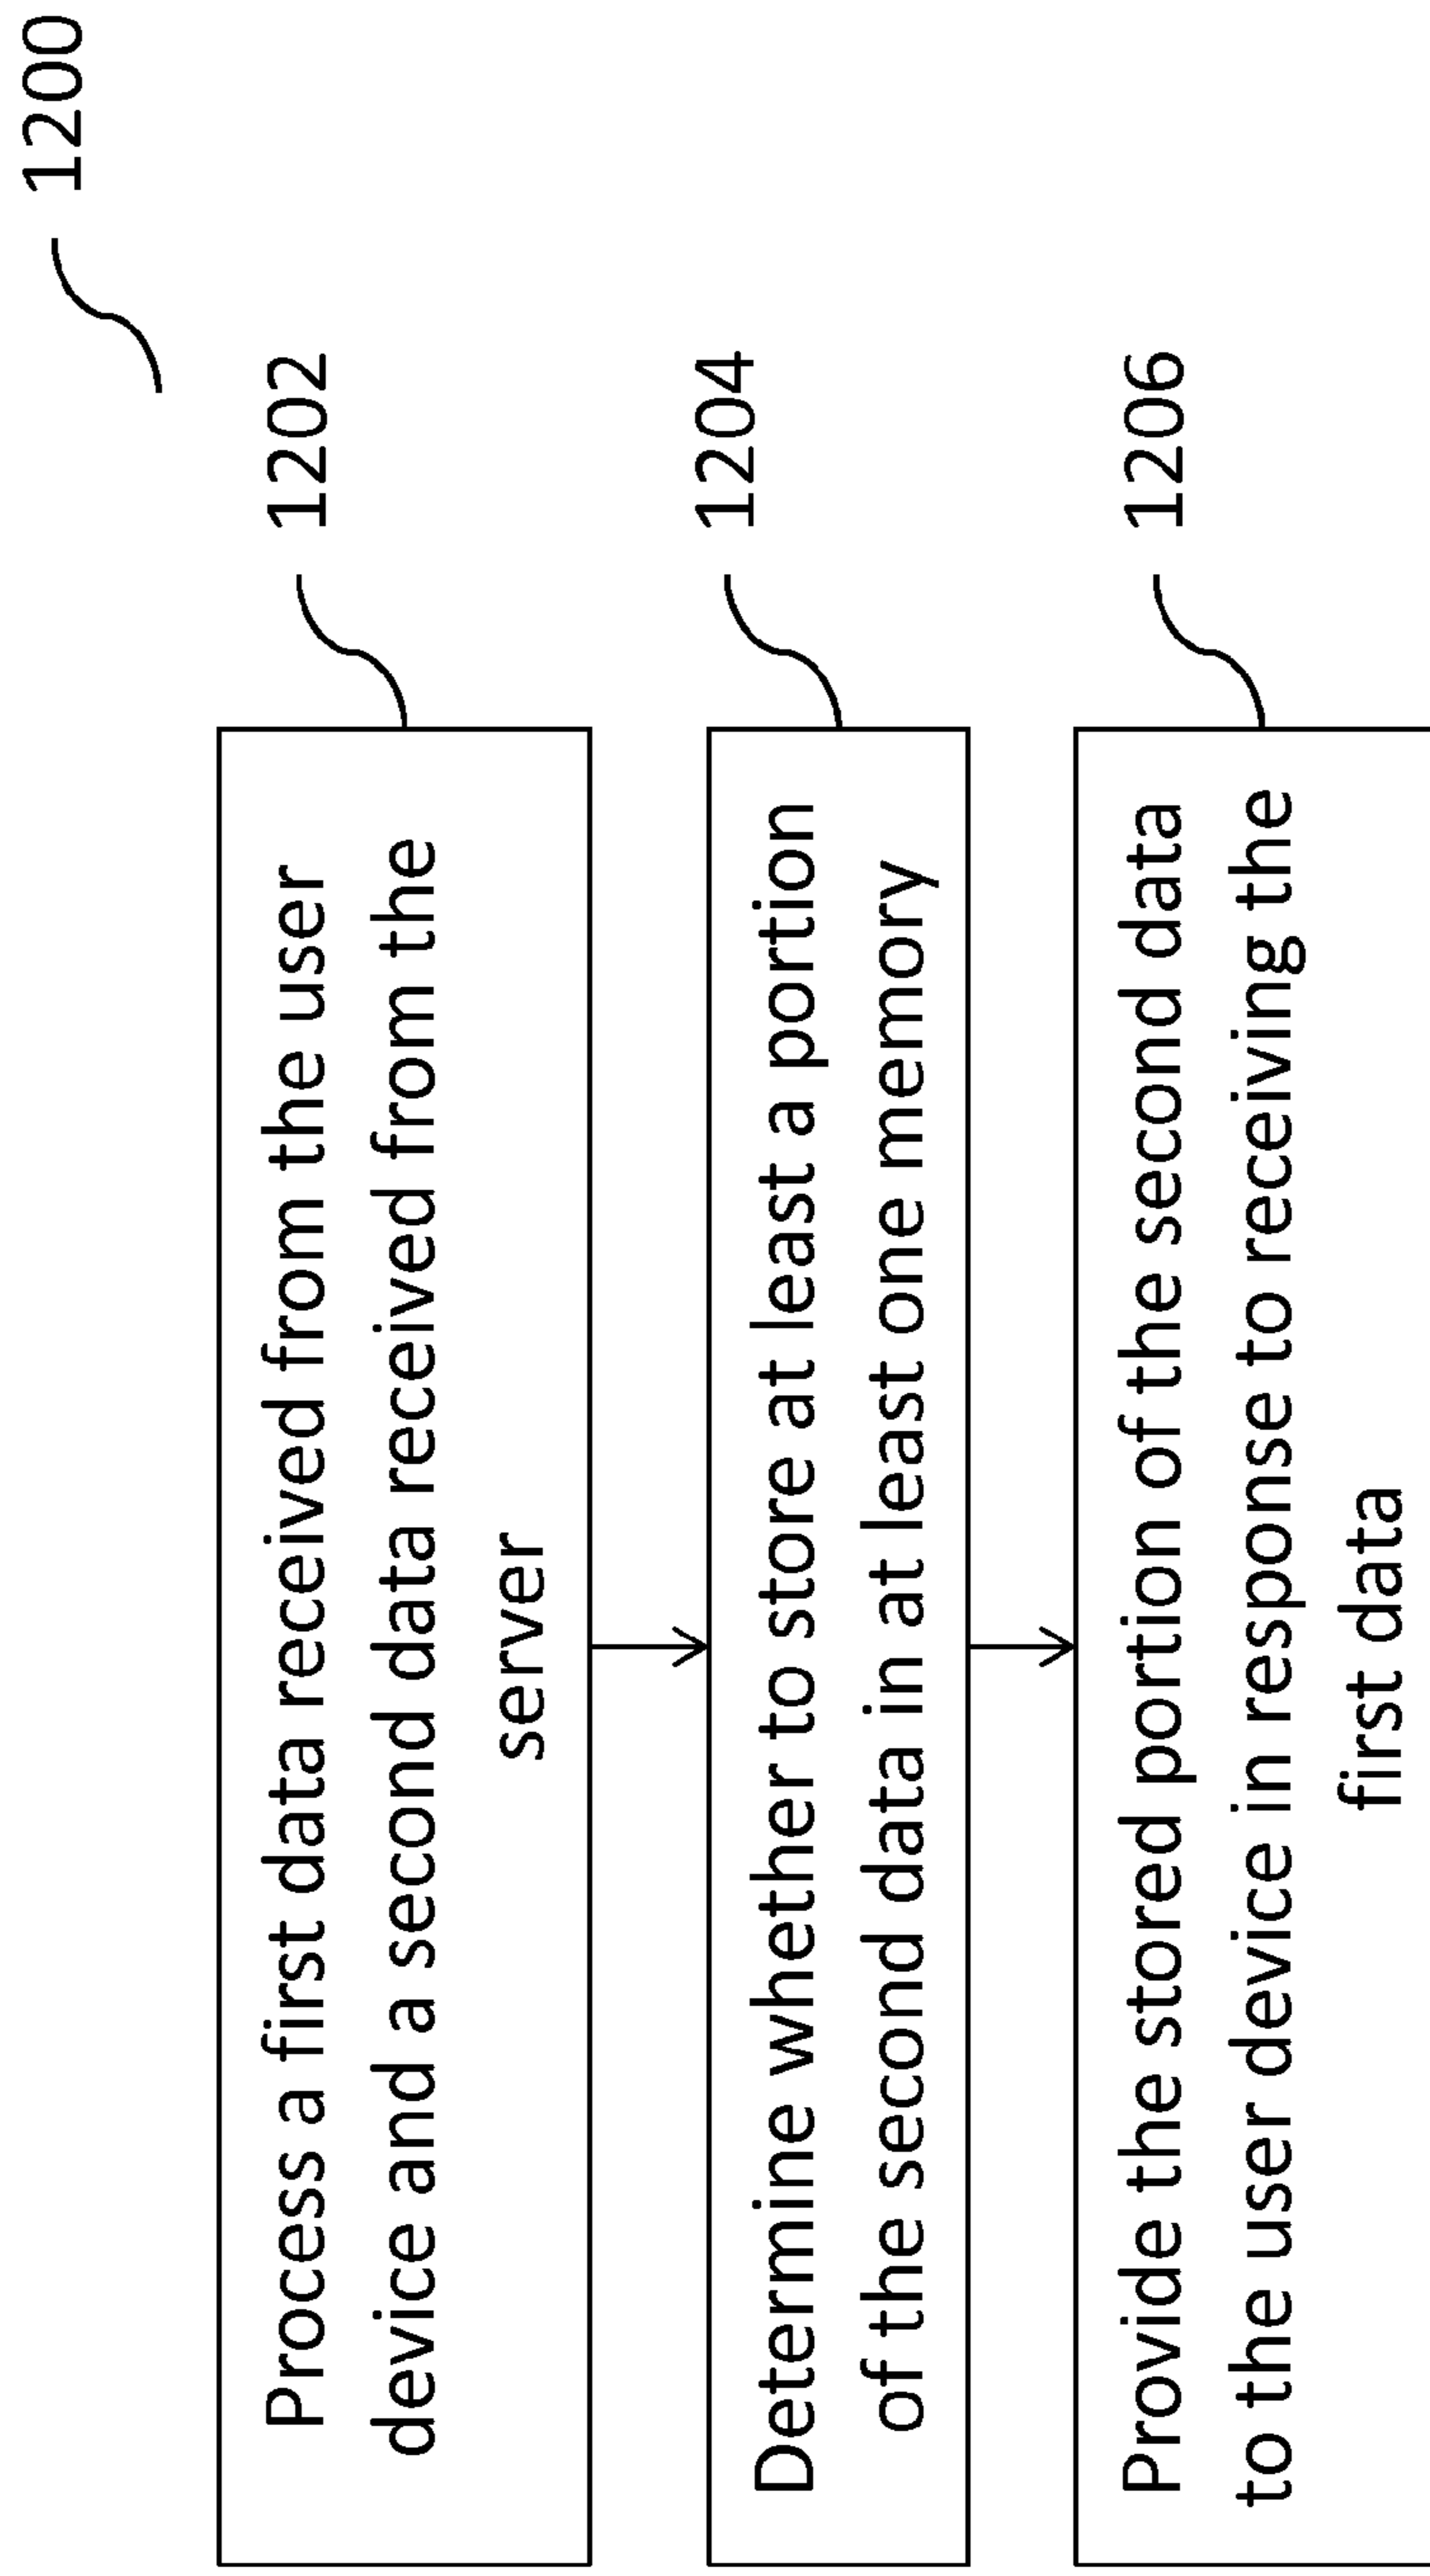 1200
Process a first data received from the user
device and a second data received from the
server
1202
Determine whether to store at least a portion
of the second data in at least one memory
1204
Provide the stored portion of the second data
to the user device in response to receiving the
first data
1206